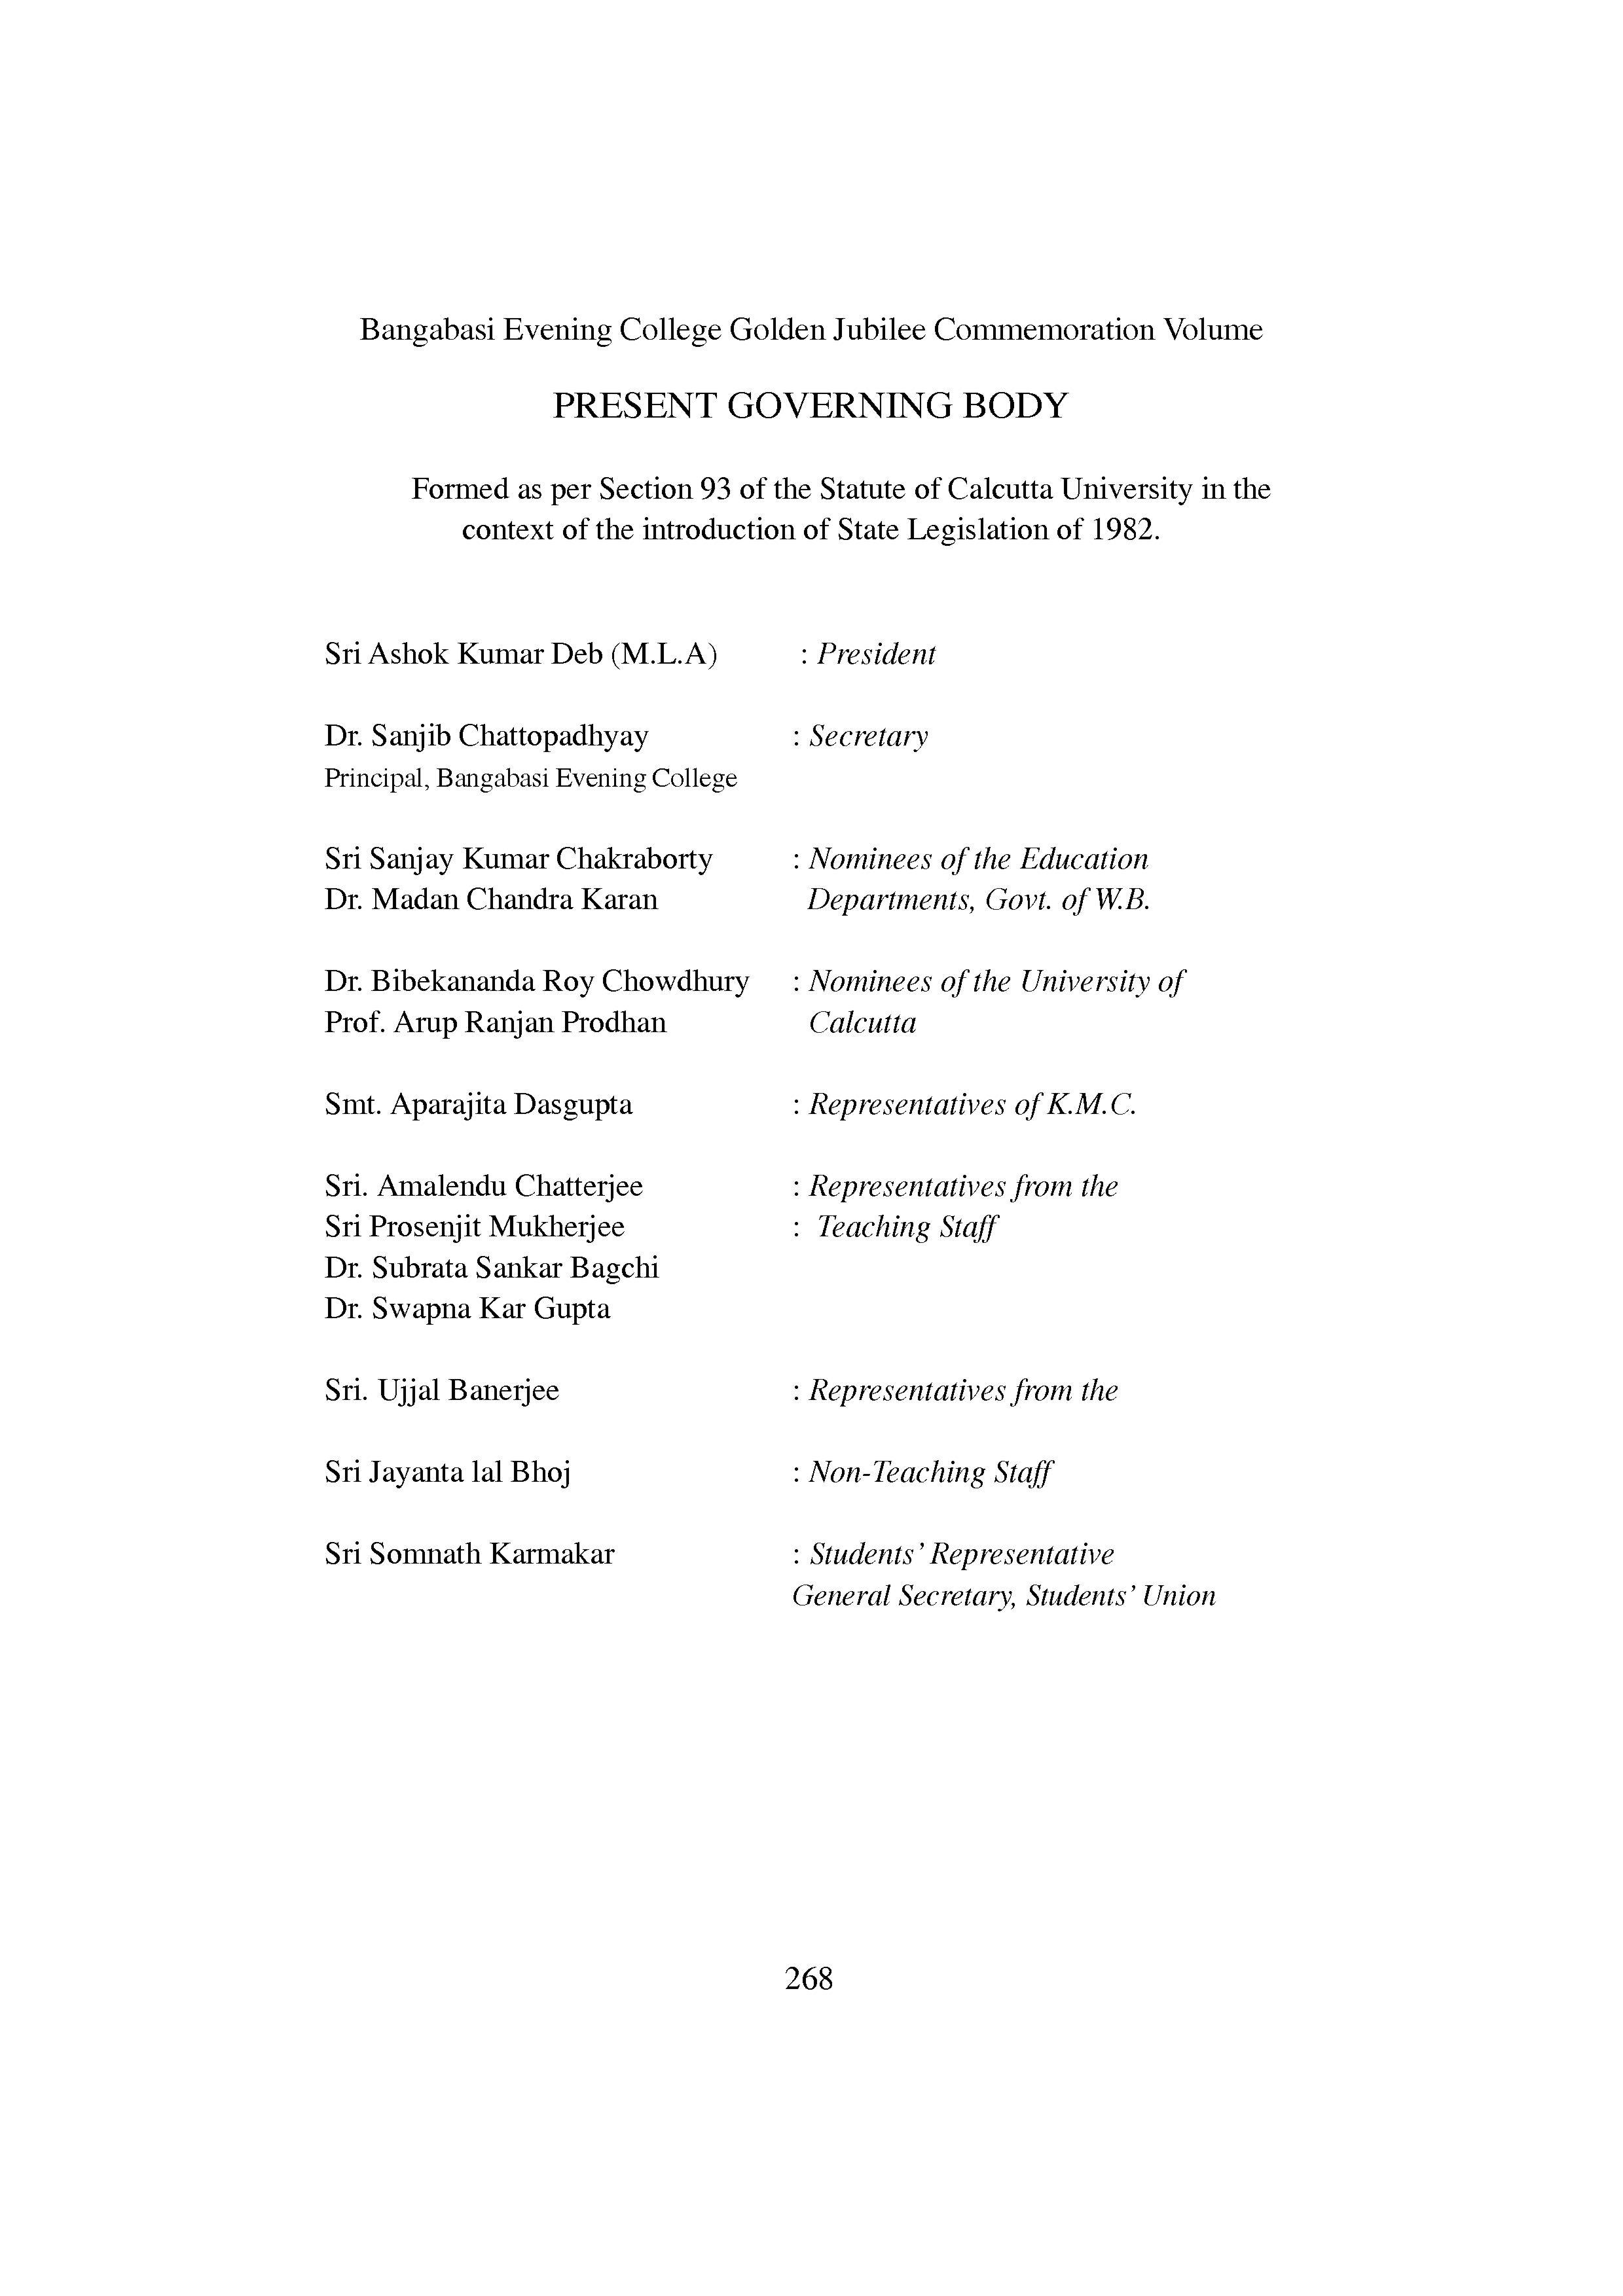 Bangabasi Evening College Golden Jubilee Commemoration Volume
PRESENT GOVERNING BODY
Formed as per Section 93 of the Statute of Calcutta University in the
context of the introduction of State Legislation of 1982.
Sri Ashok Kumar Deb (M.L.A) : President
Dr. Sanjib Chattopadhyay : Secretary
Principal, Bangabasi Evening College
Sri Sanjay Kumar Chakraborty : Nominees of the Education
Dr. Madan Chandra Karan Departments, Govt. of W.B.
Dr. Bibekananda Roy Chowdhury : Nominees of the University of
Prof. Arup Ranjan Prodhan Calcutta
Smt. Aparajita Dasgupta : Representatives of K.M.C.
Sri. Amalendu Chatterjee : Representatives from the
Sri Prosenjit Mukherjee : Teaching Staff
Dr. Subrata Sankar Bagchi
Dr. Swapna Kar Gupta
Sri. Ujjal Banerjee : Representatives from the
Sri Jayanta lal Bhoj : Non-Teaching Staff
Sri Somnath Karmakar : Students’ Representative
General Secretary, Students’ Union
268